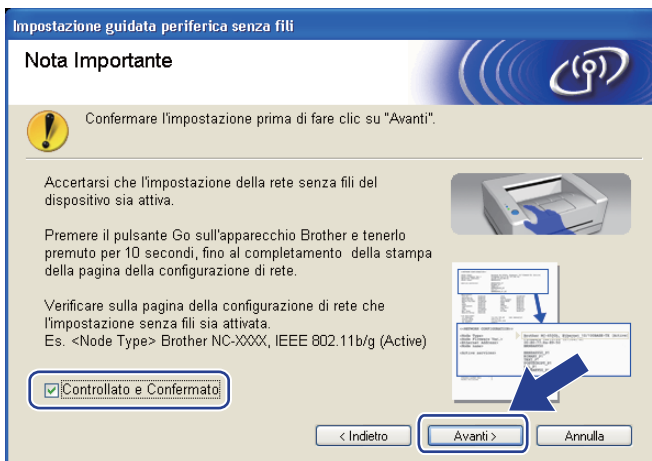 Impostazione guidata periferica senza fili
Nota Importante
Confermare l'impostazione prima di fare clic su "Avanti".
Accertarsi che l'impostazione della rete senza fili del
dispositivo sia attiva.
Premere il pulsante Go sull'apparecchio Brother e tenerlo
premuto per 10 secondi, fino al completamento della stampa
della pagina della configurazione di rete.
Verificare sulla pagina della configurazione di rete che
l'impostazione senza fili sia attivata.
Es. <Node Type> Brother NC-XXXX, IEEE 802.11b/g (Active)
Controllato e Confermato
< Indietro
Avanti >
Annulla